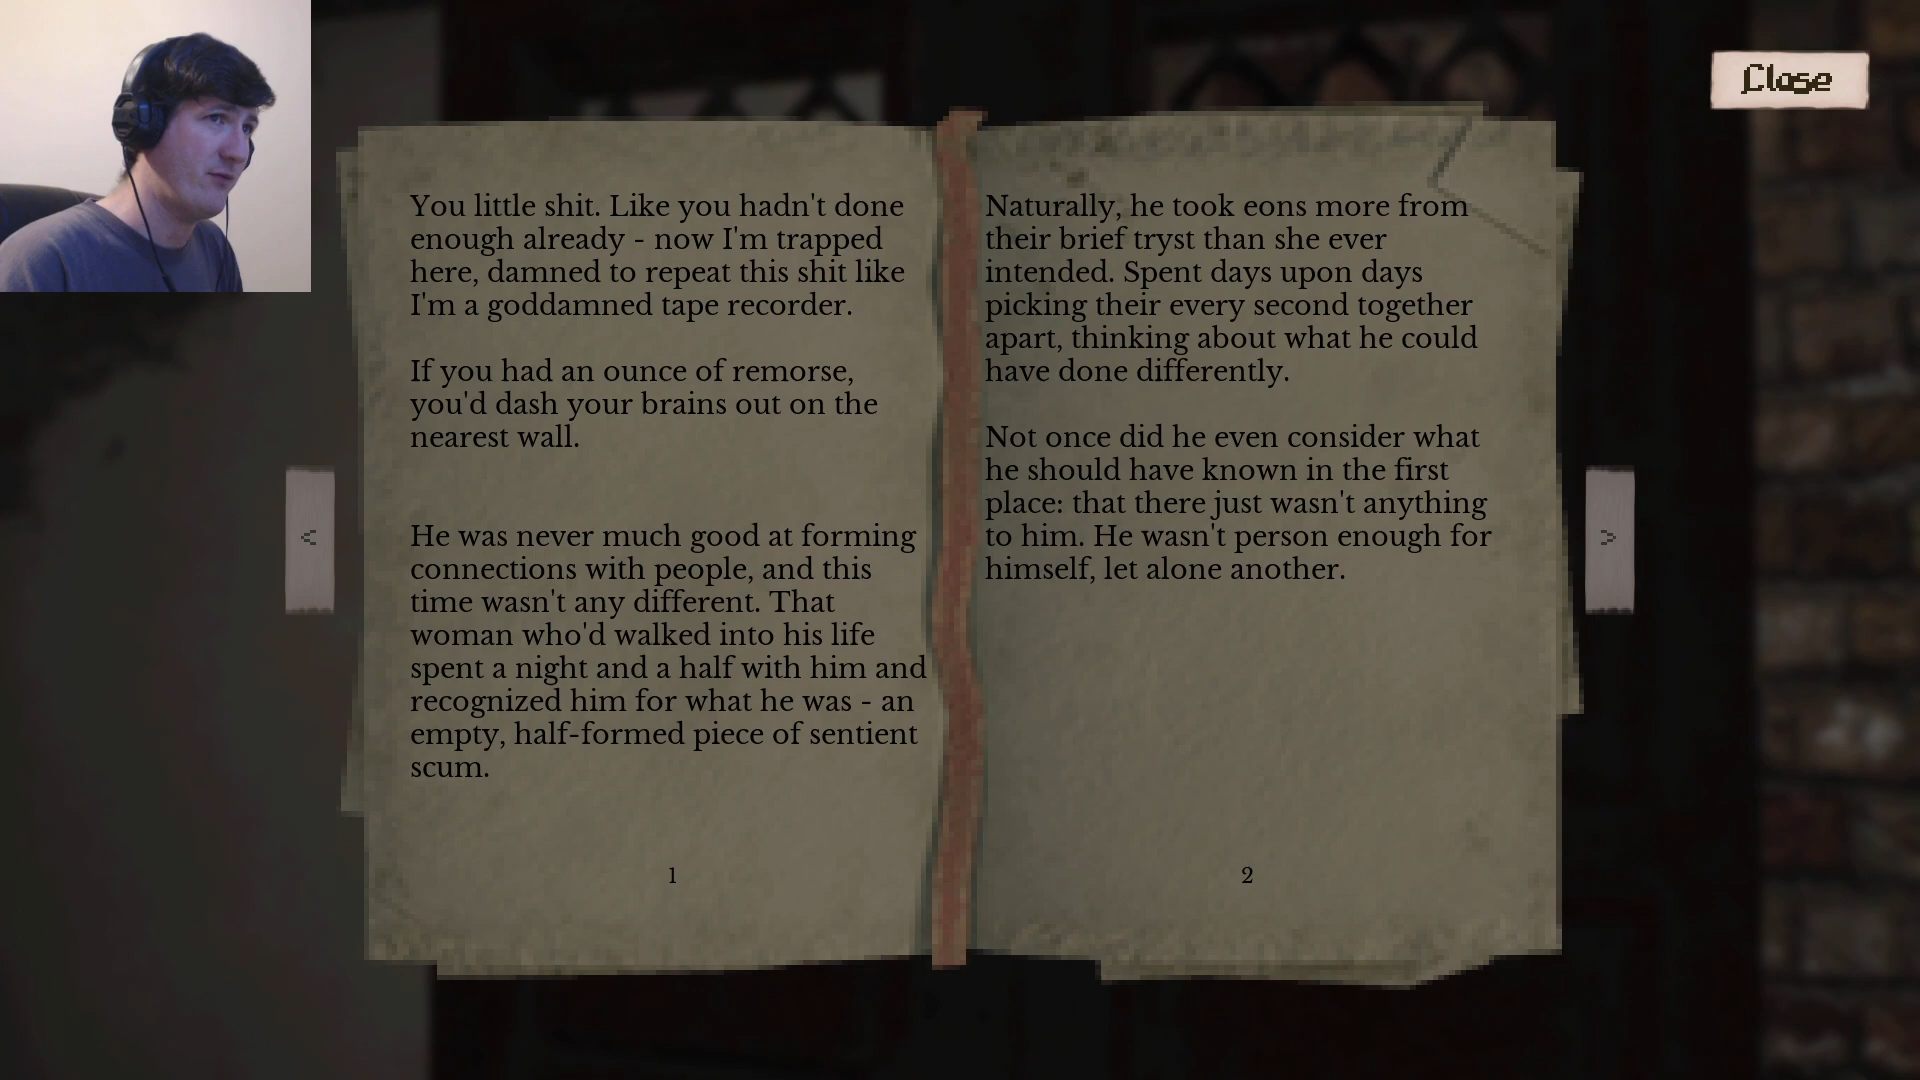 Close
You little shit. Like you hadn't done
enough already - now I'm trapped
here, damned to repeat this shit like
I'm a goddamned tape recorder.
If you had an ounce of remorse,
you'd dash your brains out on the
nearest wall.
He was never much good at forming
connections with people, and this
time wasn't any different. That
woman who'd walked into his life
spent a night and a half with him and
recognized him for what he was - an
empty, half-formed piece of sentient
scum.
1
Naturally, he took eons more from
their brief tryst than she ever
intended. Spent days upon days
picking their every second together
apart, thinking about what he could
have done differently.
Not once did he even consider what
he should have known in the first
place: that there just wasn't anything
to him. He wasn't person enough for
himself, let alone another.
2
<
>